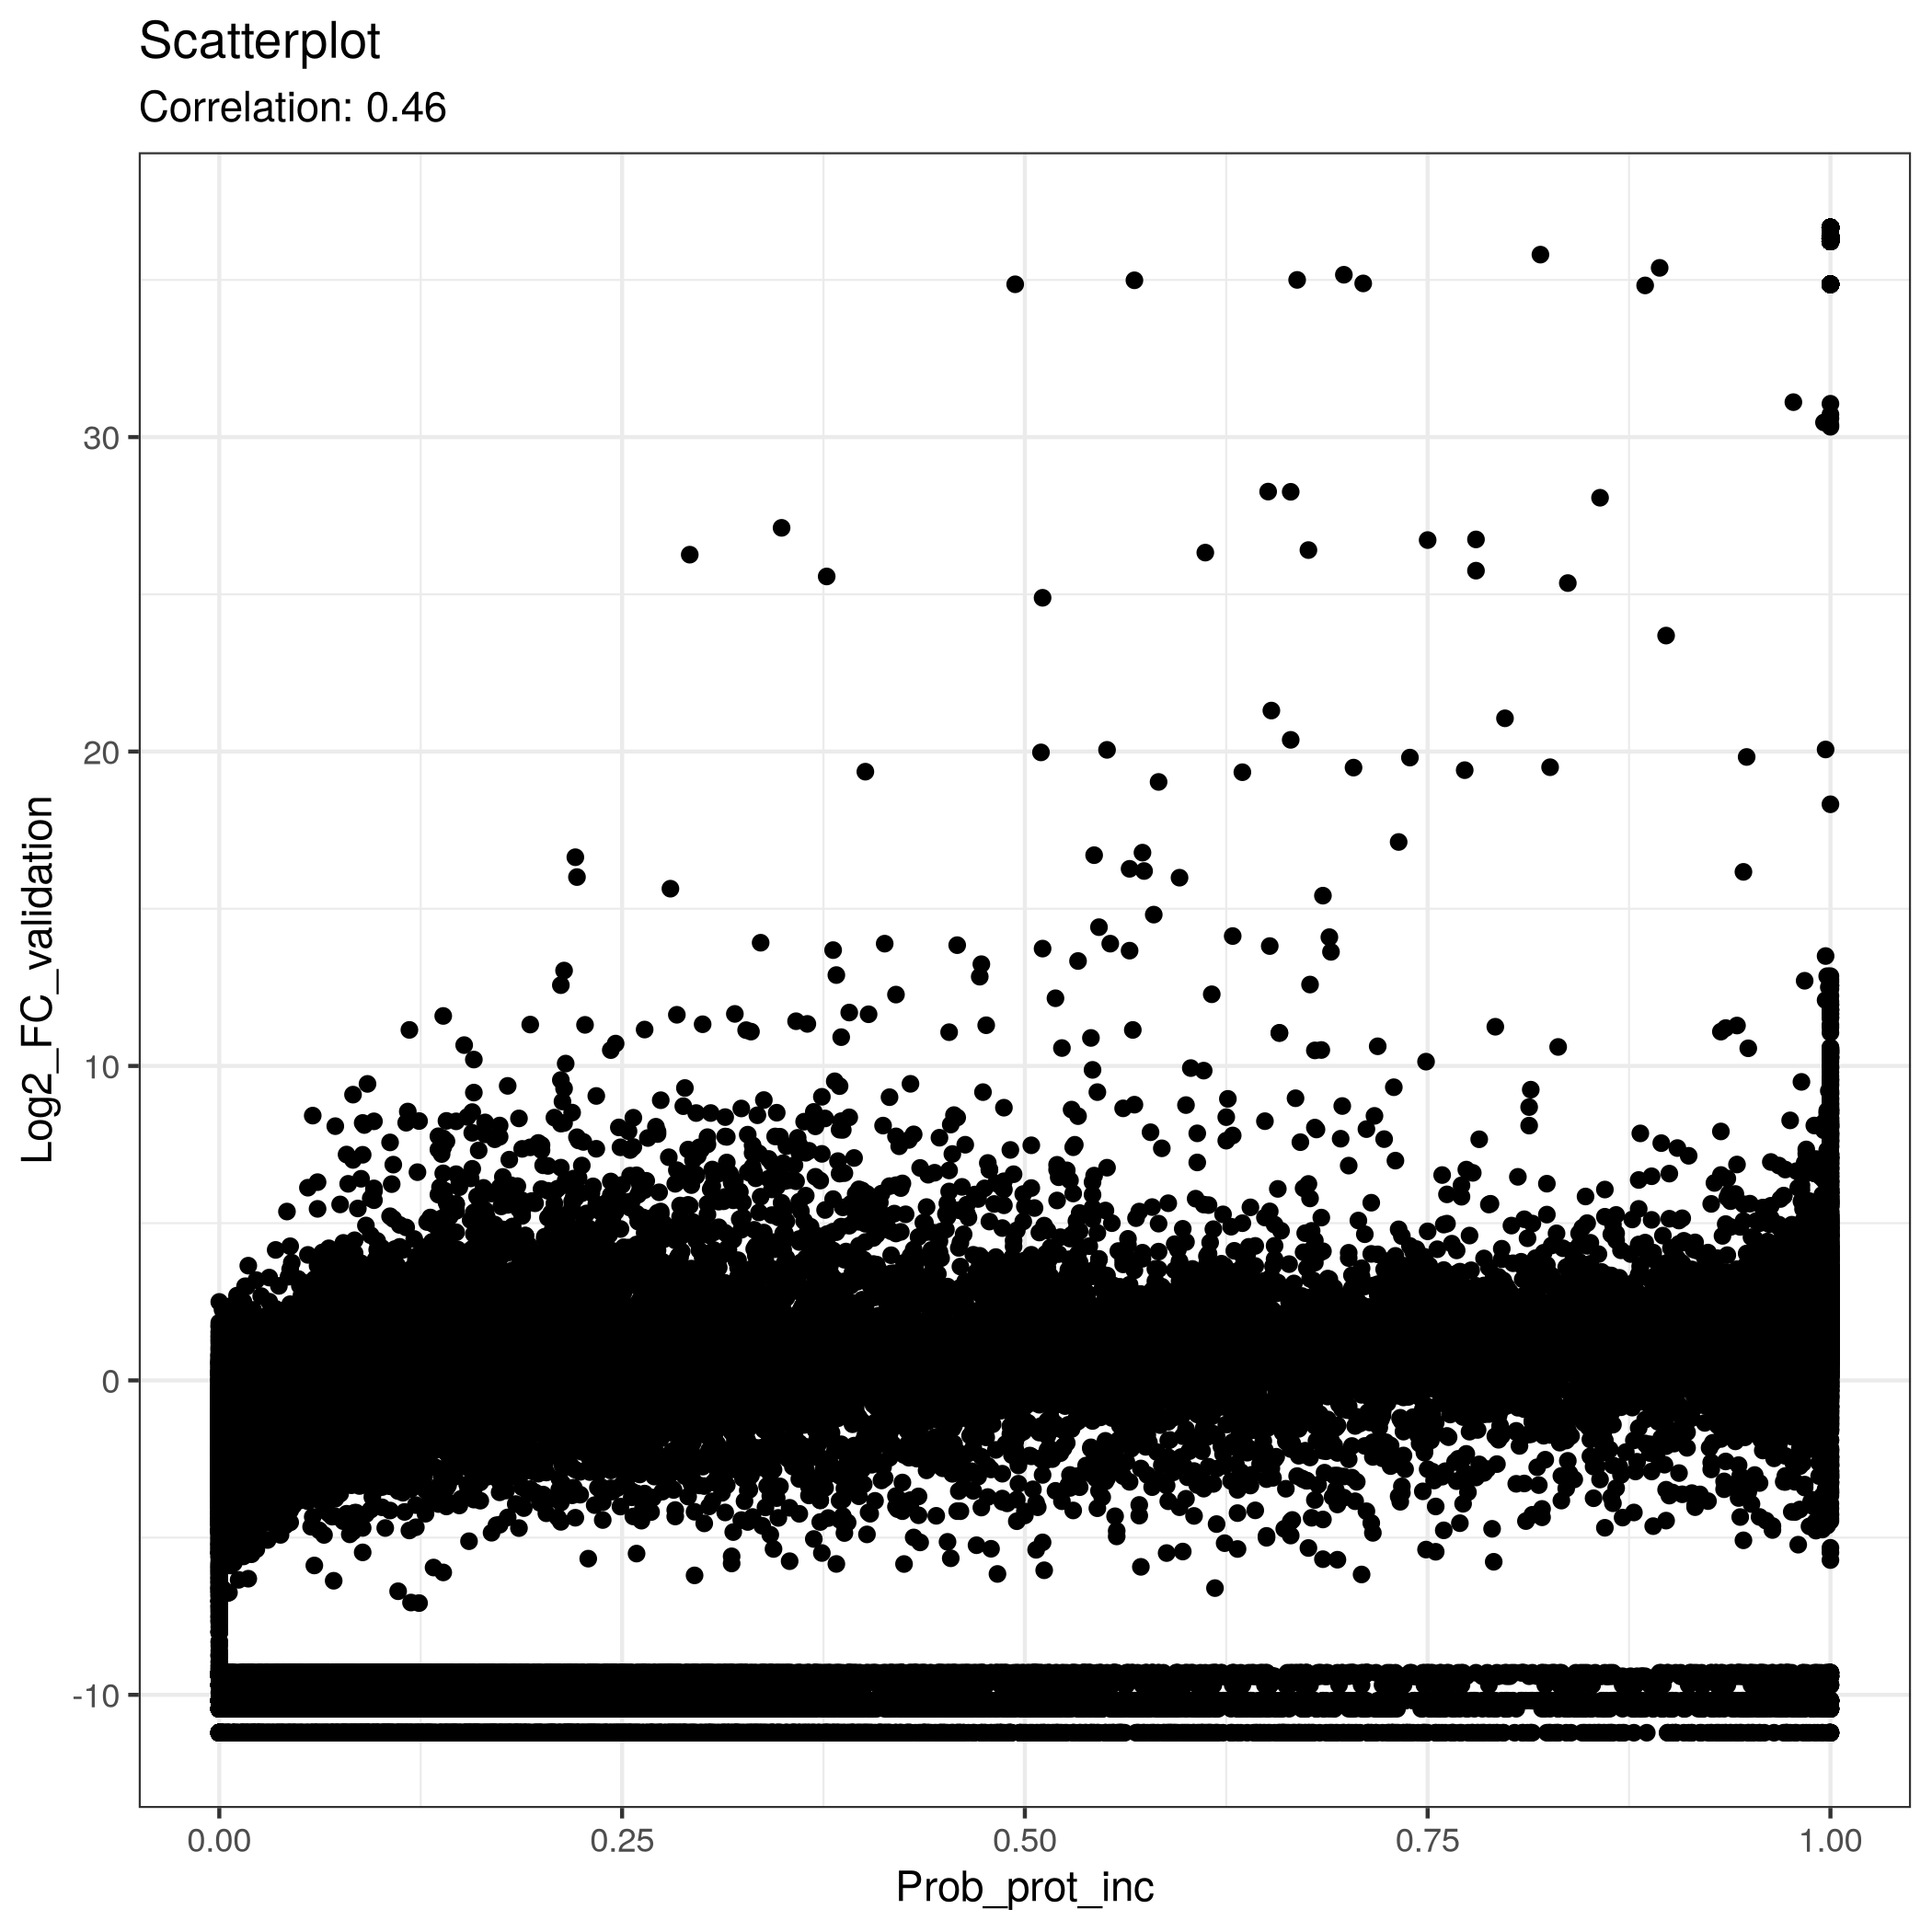 Scatterplot
Correlation: 0.46
Log2_FC_validation
30
20
10
0
-10
0.00 0.25 0.50 0.75 1.00
Prob_prot_inc